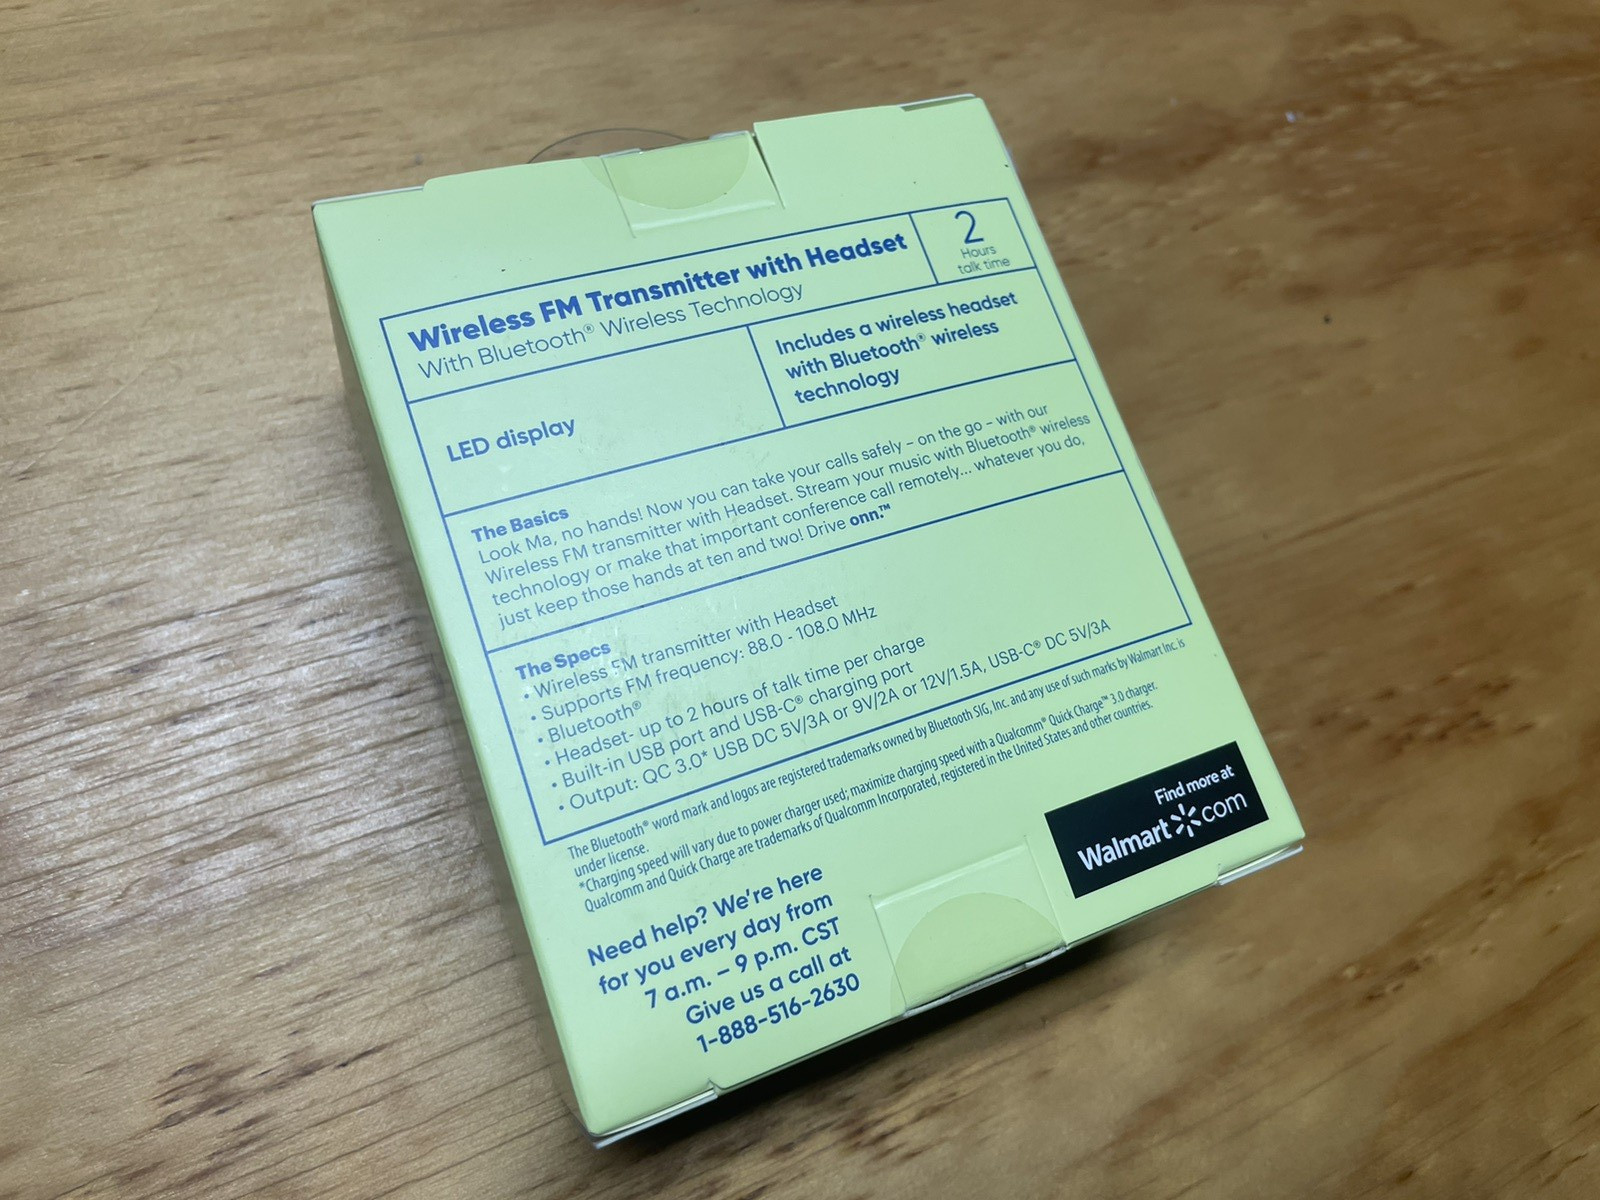 Wireless FM Transmitter with Headset
With Bluetooth® Wireless Technology
2
Hours
talk time
LED display
Includes a wireless headset
with Bluetooth® wireless
technology
The Basics
Look Ma, no hands! Now you can take your calls safely – on the go – with our
Wireless FM transmitter with Headset. Stream your music with Bluetooth® wireless
technology or make that important conference call remotely... whatever you do,
just keep those hands at ten and two! Drive onn.™
The Specs
• Wireless FM transmitter with Headset
• Supports FM frequency: 88.0 - 108.0 MHz
• Bluetooth®
• Headset- up to 2 hours of talk time per charge
• Built-in USB port and USB-C® charging port
• Output: QC 3.0* USB DC 5V/3A or 9V/2A or 12V/1.5A, USB-C® DC 5V/3A
The Bluetooth® word mark and logos are registered trademarks owned by Bluetooth SIG, Inc. and any use of such marks by Walmart Inc. is
under license.
*Charging speed will vary due to power charger used; maximize charging speed with a Qualcomm® Quick Charge™ 3.0 charger.
Qualcomm and Quick Charge are trademarks of Qualcomm Incorporated, registered in the United States and other countries.
Need help? We're here
for you every day from
7 a.m. – 9 p.m. CST
Give us a call at
1-888-516-2630
Find more at
Walmart com